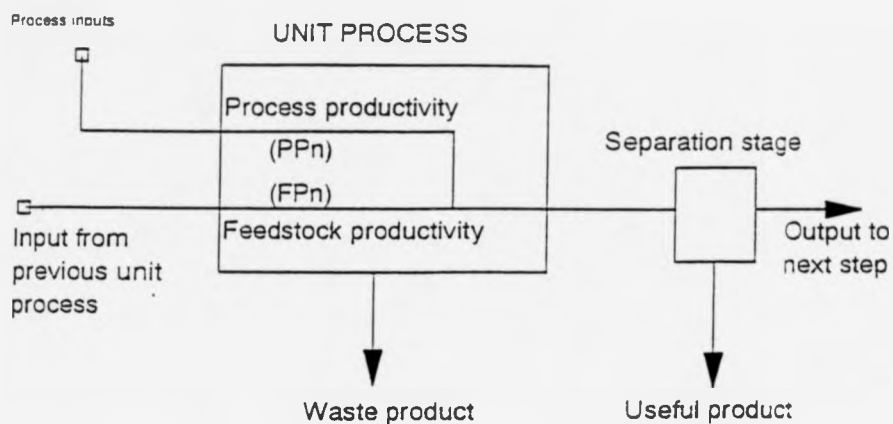 Process inputs
UNIT PROCESS
Process productivity
(PPn)
(FPn)
Feedstock productivity
Separation stage
Input from
previous unit
process
Output to
next step
Waste product
Useful product